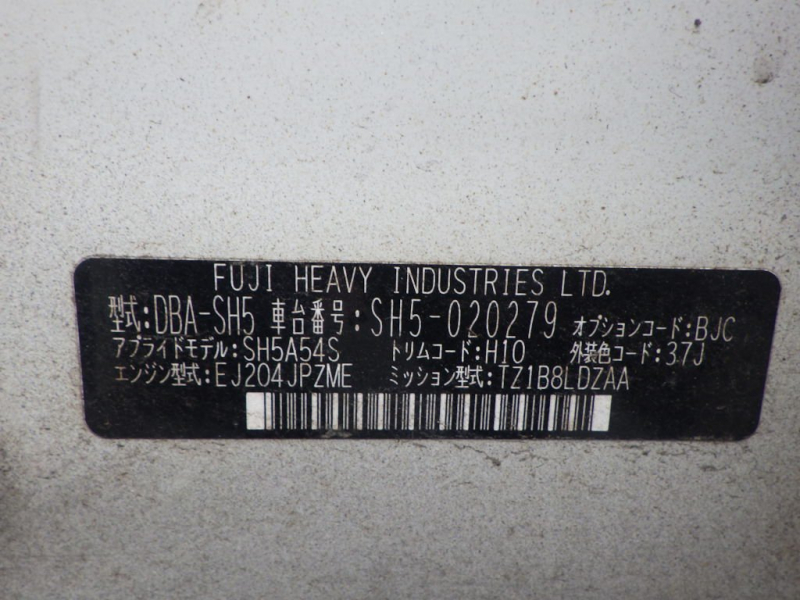 FUJI HEAVY INDUSTRIES LTD.
型式:DBA-SH5 車台番号:SH5-020279 オプションコード:BJC
アプライドモデル:SH5A54S トリムコード:H10 外装色コード:37J
エンジン型式:EJ204JPZME ミッション型式:TZ1B8LDZAA